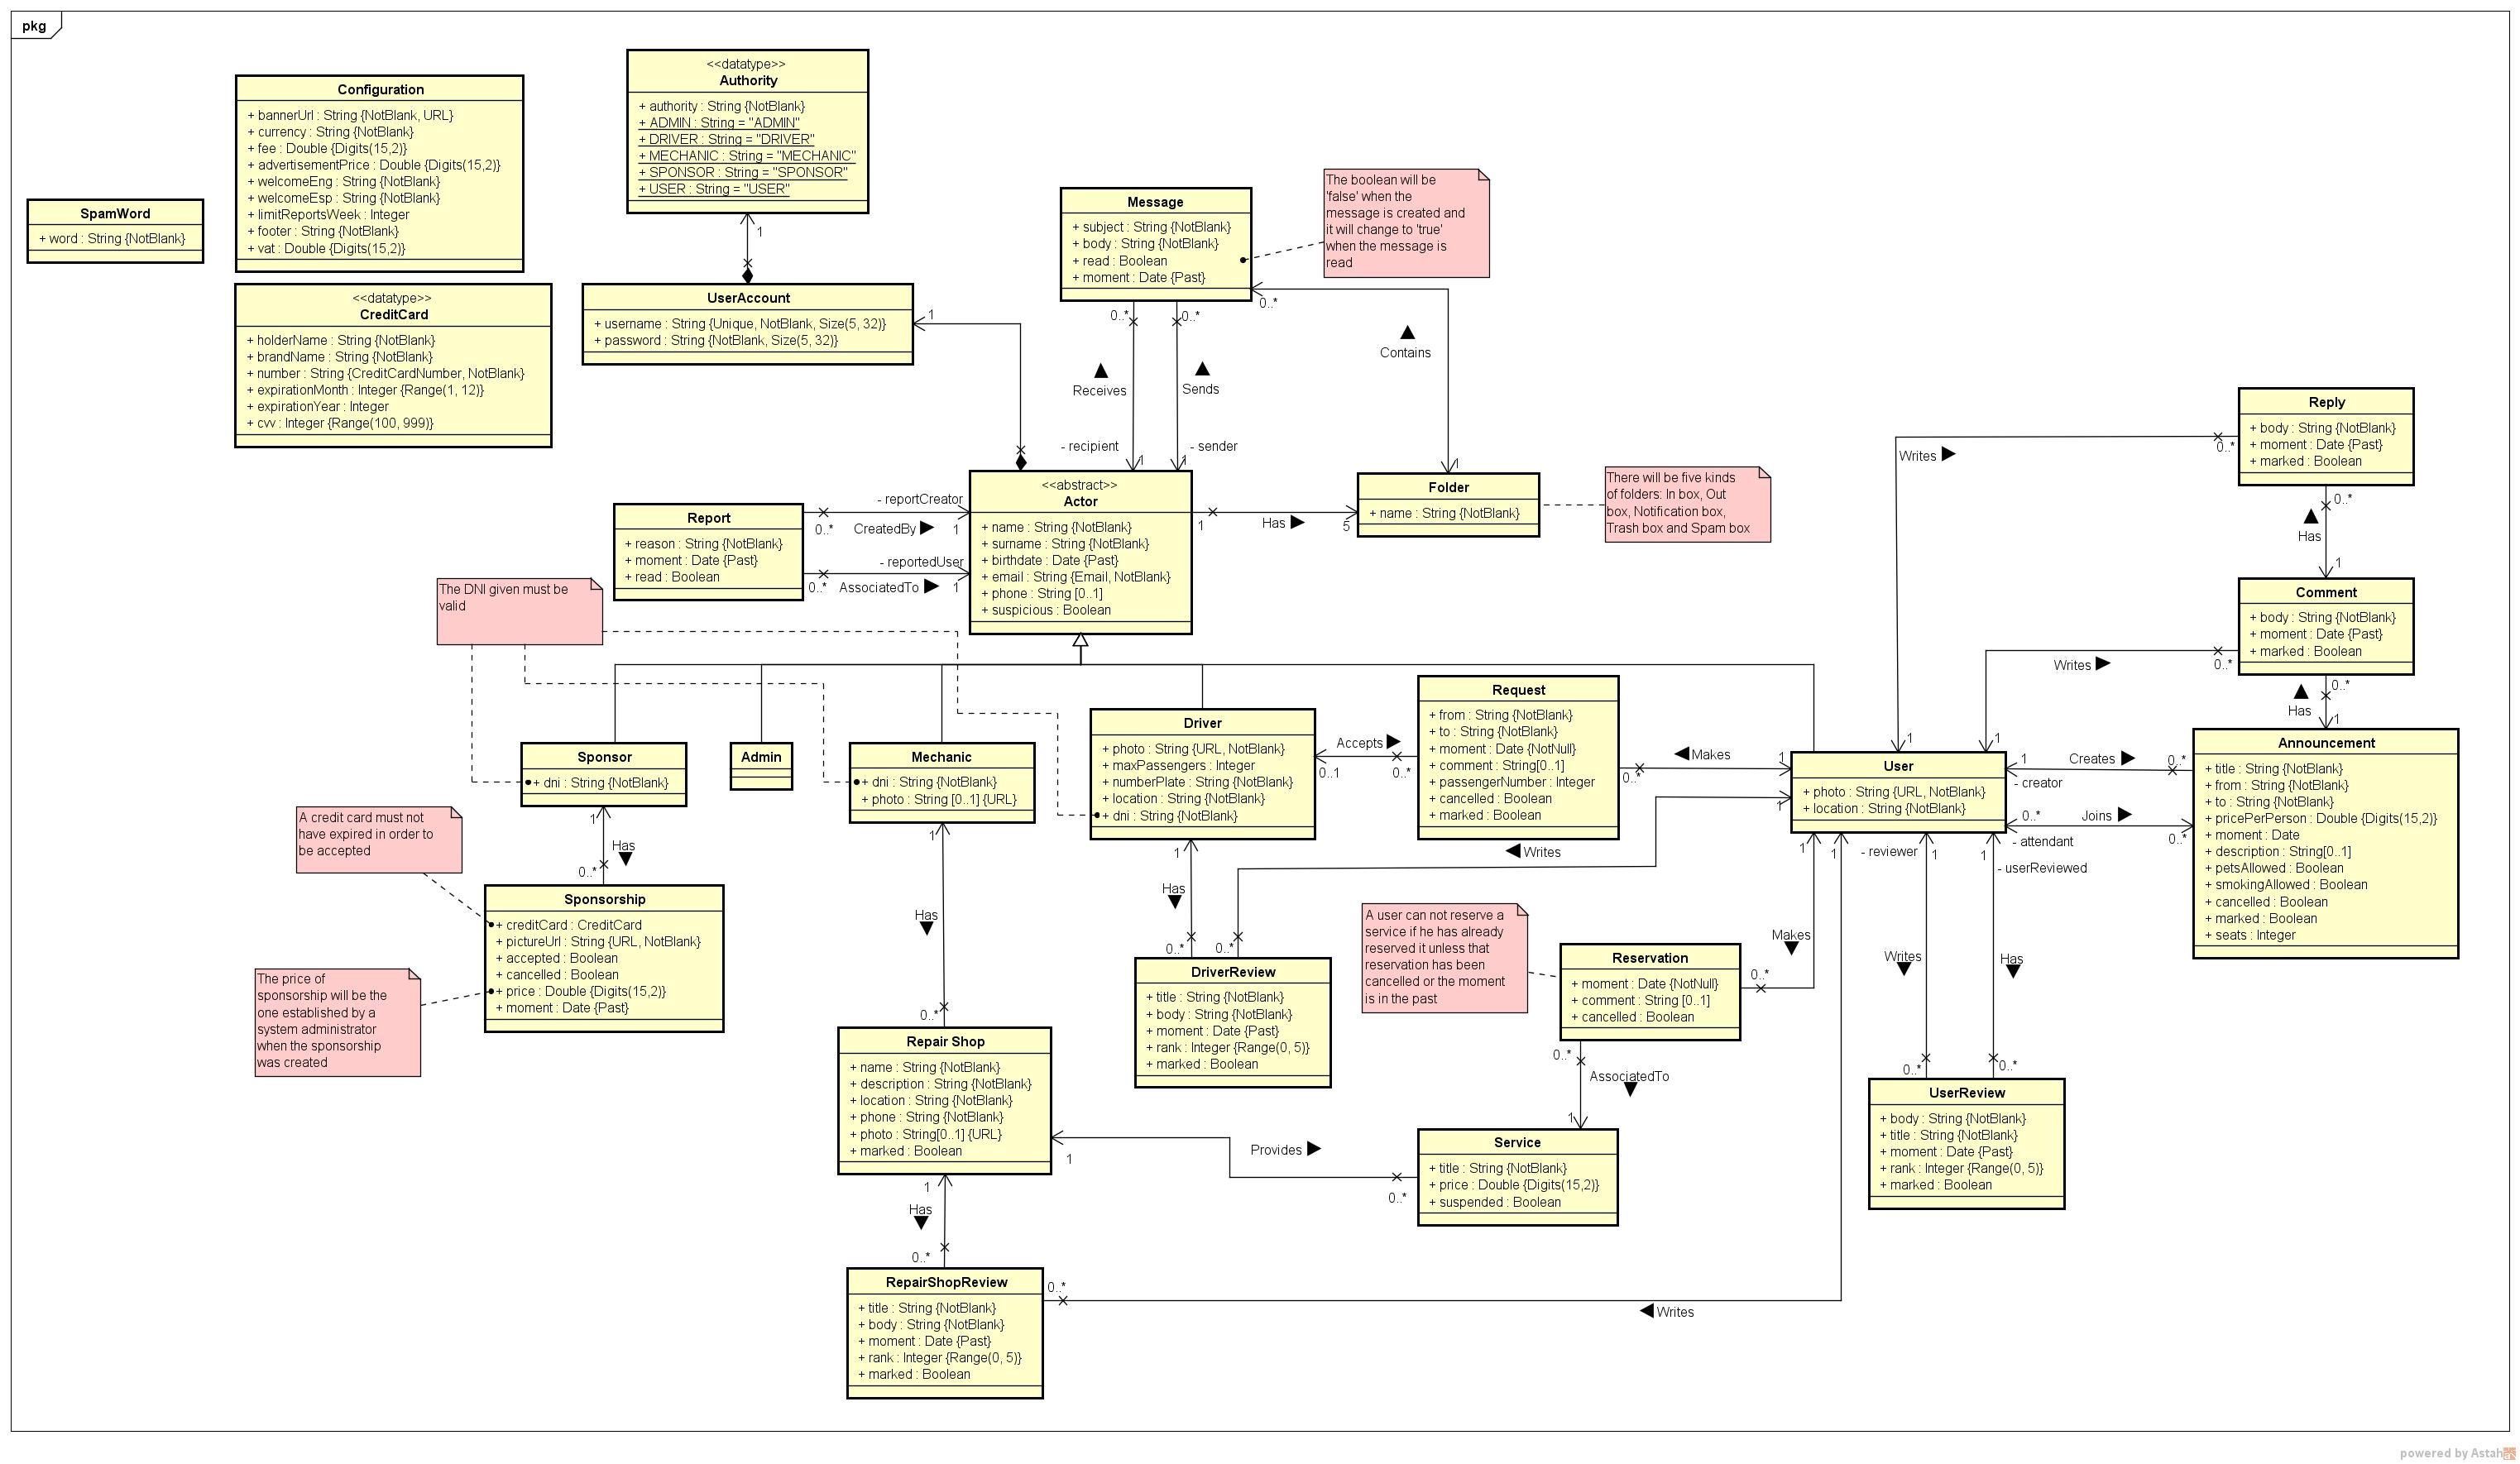 pkg
<<datatype>>
Authority
+ authority : String {NotBlank}
+ ADMIN : String = "ADMIN"
+ DRIVER : String = "DRIVER"
+ MECHANIC : String = "MECHANIC"
+ SPONSOR : String = "SPONSOR"
+ USER : String = "USER"
Configuration
+ bannerUrl : String {NotBlank, URL}
+ currency : String {NotBlank}
+ fee : Double {Digits(15,2)}
+ advertisementPrice : Double {Digits(15,2)}
+ welcomeEng : String {NotBlank}
+ welcomeEsp : String {NotBlank}
+ limitReportsWeek : Integer
+ footer : String {NotBlank}
+ vat : Double {Digits(15,2)}
SpamWord
+ word : String {NotBlank}
<<datatype>>
CreditCard
+ holderName : String {NotBlank}
+ brandName : String {NotBlank}
+ number : String {CreditCardNumber, NotBlank}
+ expirationMonth : Integer {Range(1, 12)}
+ expirationYear : Integer
+ cvv : Integer {Range(100, 999)}
1
UserAccount
+ username : String {Unique, NotBlank, Size(5, 32)}
+ password : String {NotBlank, Size(5, 32)}
1
Message
+ subject : String {NotBlank}
+ body : String {NotBlank}
+ read : Boolean
+ moment : Date {Past}
The boolean will be
'false' when the
message is created and
it will change to 'true'
when the message is
read
0..*
0..*
0..*
Receives
Sends
Contains
- recipient
1
- sender
1
1
Report
+ reason : String {NotBlank}
+ moment : Date {Past}
+ read : Boolean
- reportCreator
0..*
CreatedBy
1
- reportedUser
0..*
AssociatedTo
1
<<abstract>>
Actor
+ name : String {NotBlank}
+ surname : String {NotBlank}
+ birthdate : Date {Past}
+ email : String {Email, NotBlank}
+ phone : String [0..1]
+ suspicious : Boolean
1
Has
5
Folder
+ name : String {NotBlank}
There will be five kinds
of folders: In box, Out
box, Notification box,
Trash box and Spam box
Reply
+ body : String {NotBlank}
+ moment : Date {Past}
+ marked : Boolean
Writes
0..*
0..*
Has
1
Comment
+ body : String {NotBlank}
+ moment : Date {Past}
+ marked : Boolean
Writes
0..*
0..*
Has
1
The DNI given must be
valid
Sponsor
+ dni : String {NotBlank}
Admin
Mechanic
+ dni : String {NotBlank}
+ photo : String [0..1] {URL}
Driver
+ photo : String {URL, NotBlank}
+ maxPassengers : Integer
+ numberPlate : String {NotBlank}
+ location : String {NotBlank}
+ dni : String {NotBlank}
Accepts
0..1
0..*
Request
+ from : String {NotBlank}
+ to : String {NotBlank}
+ moment : Date {NotNull}
+ comment : String[0..1]
+ passengerNumber : Integer
+ cancelled : Boolean
+ marked : Boolean
Makes
0..*
1
1
1
1
User
+ photo : String {URL, NotBlank}
+ location : String {NotBlank}
1
Creates
0..*
- creator
0..*
Joins
0..*
- attendant
Announcement
+ title : String {NotBlank}
+ from : String {NotBlank}
+ to : String {NotBlank}
+ pricePerPerson : Double {Digits(15,2)}
+ moment : Date
+ description : String[0..1]
+ petsAllowed : Boolean
+ smokingAllowed : Boolean
+ cancelled : Boolean
+ marked : Boolean
+ seats : Integer
A credit card must not
have expired in order to
be accepted
1
Has
0..*
Sponsorship
+ creditCard : CreditCard
+ pictureUrl : String {URL, NotBlank}
+ accepted : Boolean
+ cancelled : Boolean
+ price : Double {Digits(15,2)}
+ moment : Date {Past}
The price of
sponsorship will be the
one established by a
system administrator
when the sponsorship
was created
1
Has
0..*
1
Has
0..*
Writes
0..*
DriverReview
+ title : String {NotBlank}
+ body : String {NotBlank}
+ moment : Date {Past}
+ rank : Integer {Range(0, 5)}
+ marked : Boolean
A user can not reserve a
service if he has already
reserved it unless that
reservation has been
cancelled or the moment
is in the past
Reservation
+ moment : Date {NotNull}
+ comment : String [0..1]
+ cancelled : Boolean
1
Makes
0..*
1
- reviewer
1
Writes
0..*
1
- userReviewed
Has
0..*
UserReview
+ body : String {NotBlank}
+ title : String {NotBlank}
+ moment : Date {Past}
+ rank : Integer {Range(0, 5)}
+ marked : Boolean
0..*
AssociatedTo
1
Repair Shop
+ name : String {NotBlank}
+ description : String {NotBlank}
+ location : String {NotBlank}
+ phone : String {NotBlank}
+ photo : String[0..1] {URL}
+ marked : Boolean
1
Provides
0..*
Service
+ title : String {NotBlank}
+ price : Double {Digits(15,2)}
+ suspended : Boolean
1
Has
0..*
RepairShopReview
+ title : String {NotBlank}
+ body : String {NotBlank}
+ moment : Date {Past}
+ rank : Integer {Range(0, 5)}
+ marked : Boolean
0..*
Writes
powered by Astah